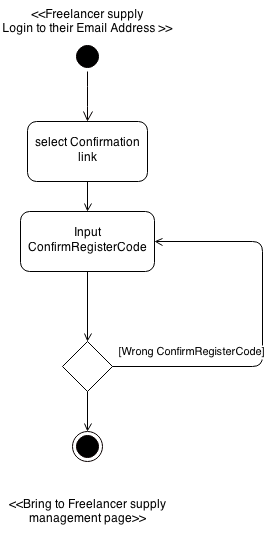 <<Freelancer supply
Login to their Email Address >>
select Confirmation
link
Input
ConfirmRegisterCode
[Wrong ConfirmRegisterCode]
<<Bring to Freelancer supply
management page>>